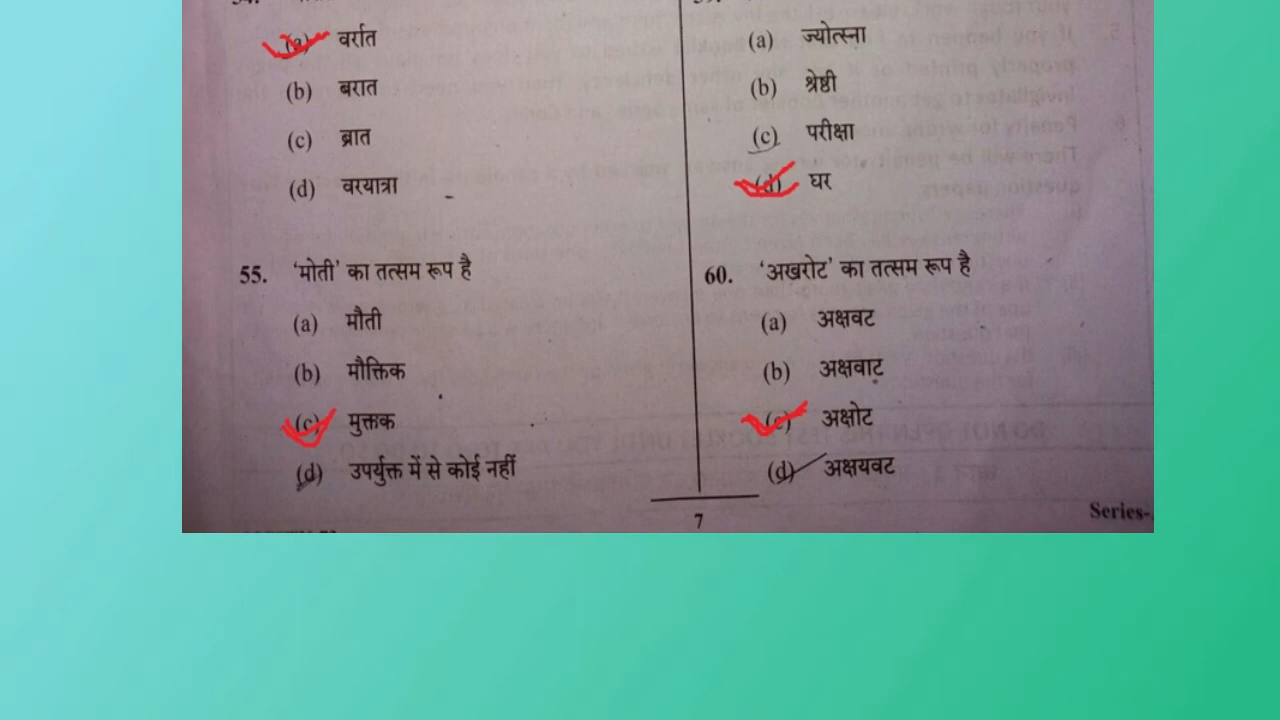 (a) वर्रात
(b) बरात
(c) ब्रात
(d) वरयात्रा
55. ‘मोती’ का तत्सम रूप है
(a) मौती
(b) मौक्तिक
(c) मुक्तक
(d) उपर्युक्त में से कोई नहीं
(a) ज्योत्स्ना
(b) श्रेष्ठी
(c) परीक्षा
(d) घर
60. ‘अखरोट’ का तत्सम रूप है
(a) अक्षवट
(b) अक्षवाट
(c) अक्षोट
(d) अक्षयवट
7
Series-